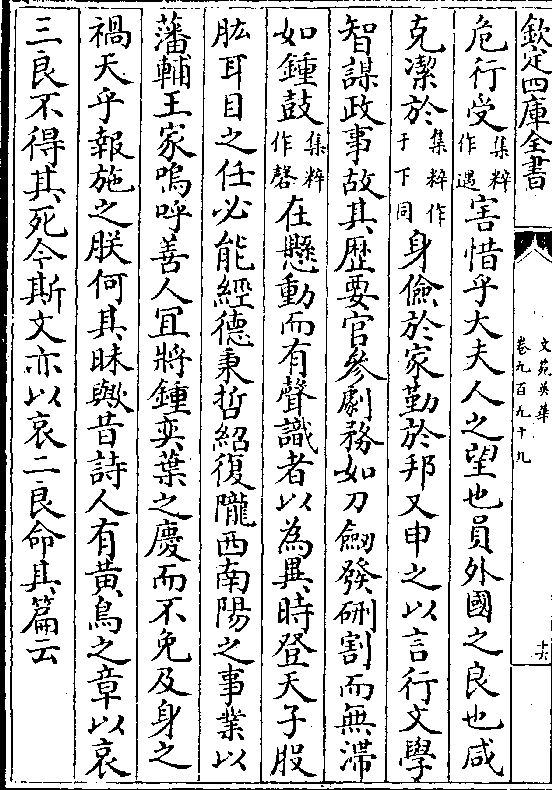 欽定四庫全書
文苑英華
卷九百九十九
十六
危行受集粹作遇害惜乎大夫人之望也員外國之良也咸
克潔於集粹作于下同身儉於家勤於邦又申之以言行文學
智謀政事故其歷要官參劇務如刀劒發硎割而無滯
如鍾鼓集粹作磬在懸動而有聲識者以為異時登天子股
肱耳目之任必能經德秉哲紹復隴西南陽之事業以
藩輔王家嗚呼善人宜將鍾奕葉之慶而不免及身之
禍天乎報施之朕何其昧歟昔詩人有黃鳥之章以哀
三良不得其死今斯文亦以哀二良命其篇云